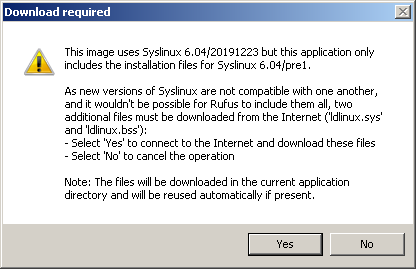 Download required
This image uses Syslinux 6.04/20191223 but this application only
includes the installation files for Syslinux 6.04/pre1.
As new versions of Syslinux are not compatible with one another,
and it wouldn't be possible for Rufus to include them all, two
additional files must be downloaded from the Internet ('ldlinux.sys'
and 'ldlinux.bss'):
- Select 'Yes' to connect to the Internet and download these files
- Select 'No' to cancel the operation
Note: The files will be downloaded in the current application
directory and will be reused automatically if present.
Yes
No